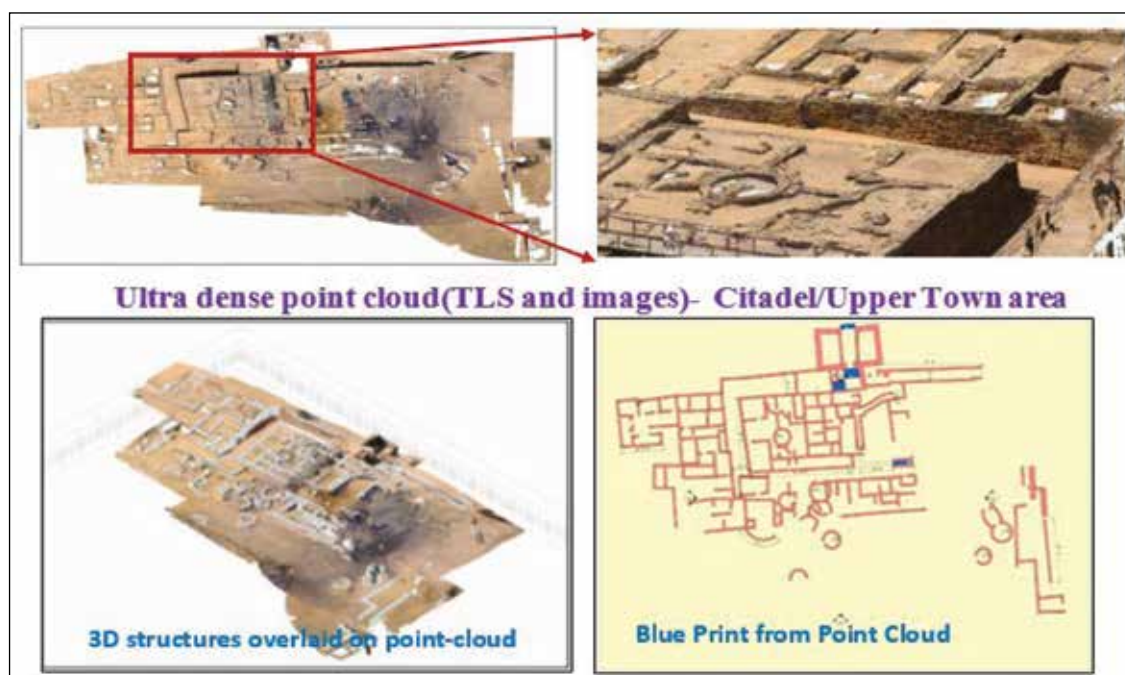 Ultra dense point cloud(TLS and images)- Citadel/Upper Town area
3D structures overlaid on point-cloud
Blue Print from Point Cloud